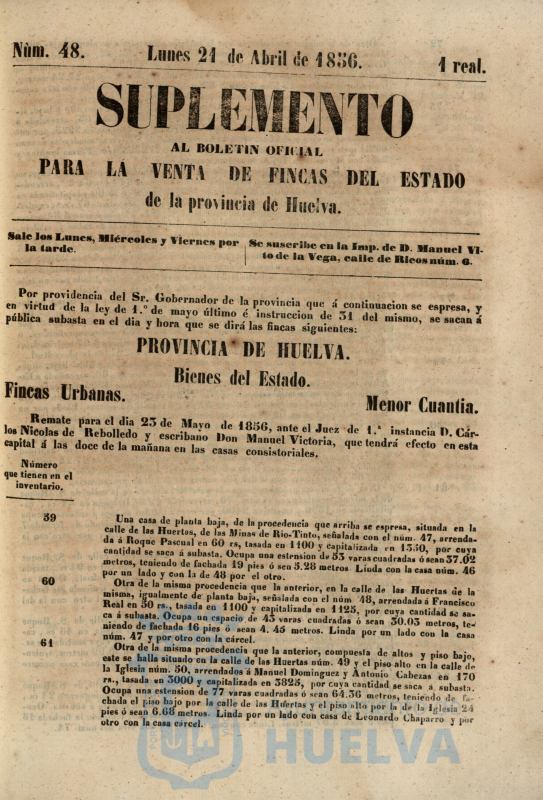 Núm. 48.
Lunes 21 de Abril de 1856.
1 real.
SUPLEMENTO
AL BOLETIN OFICIAL
PARA LA VENTA DE FINCAS DEL ESTADO
de la provincia de Huelva.
Sale los Lunes, Miércoles y Viernes por
la tarde.
Se suscribe en la Imp. de D. Manuel Vi-
to de la Vega, calle de Ricos núm. 6.
Por providencia del Sr. Gobernador de la provincia que á continuacion se espresa, y
en virtud de la ley de 1.º de mayo último é instruccion de 31 del mismo, se sacan á
pública subasta en el dia y hora que se dirá las fincas siguientes:
PROVINCIA DE HUELVA.
Bienes del Estado.
Fincas Urbanas.
Menor Cuantia.
Remate para el dia 23 de Mayo de 1856, ante el Juez de 1.ª instancia D. Cár-
los Nicolas de Rebolledo y escribano Don Manuel Victoria, que tendrá efecto en esta
capital á las doce de la mañana en las casas consistoriales.
Número
que tienen en el
inventario.
59
Una casa de planta baja, de la procedencia que arriba se espresa, situada en la
calle de las Huertas, de las Minas de Rio-Tinto, señalada con el núm. 47, arrenda-
da á Roque Pascual en 60 rs, tasada en 1100 y capitalizada en 1350, por cuya
cantidad se saca á subasta. Ocupa una estension de 53 varas cuadradas ó sean 37.02
metros, teniendo de fachada 19 pies ó sean 5.28 metros Linda con la casa núm. 46
por un lado y con la de 48 por el otro.
60
Otra de la misma procedencia que la anterior, en la calle de las Huertas de la
misma, igualmente de planta baja, señalada con el núm 48, arrendada á Francisco
Real en 50 rs., tasada en 1100 y capitalizada en 1125, por cuya cantidad se sa-
ca á subasta. Ocupa un espacio de 43 varas cuadradas ó sean 30.03 metros, te-
niendo de fachada 16 pies ó sean 4. 45 metros. Linda por un lado con la casa
núm. 47 y por otro con la cárcel.
61
Otra de la misma procedencia que la anterior, compuesta de altos y piso bajo,
este se halla situado en la calle de las Huertas núm. 49 y el piso alto en la calle de
la Iglesia núm. 50, arrendados á Manuel Dominguez y Antonio Cabezas en 170
rs., tasada en 3000 y capitalizada en 3825, por cuya cantidad se saca á subasta.
Ocupa una estension de 77 varas cuadradas ó sean 64.36 metros, teniendo de fa-
chada el piso bajo por la calle de las Huertas y el piso alto por la de la Iglesia 24
pies ó sean 6.68 metros. Linda por un lado con casa de Leonardo Chaparro y por
otro con la casa cárcel.
HUELVA